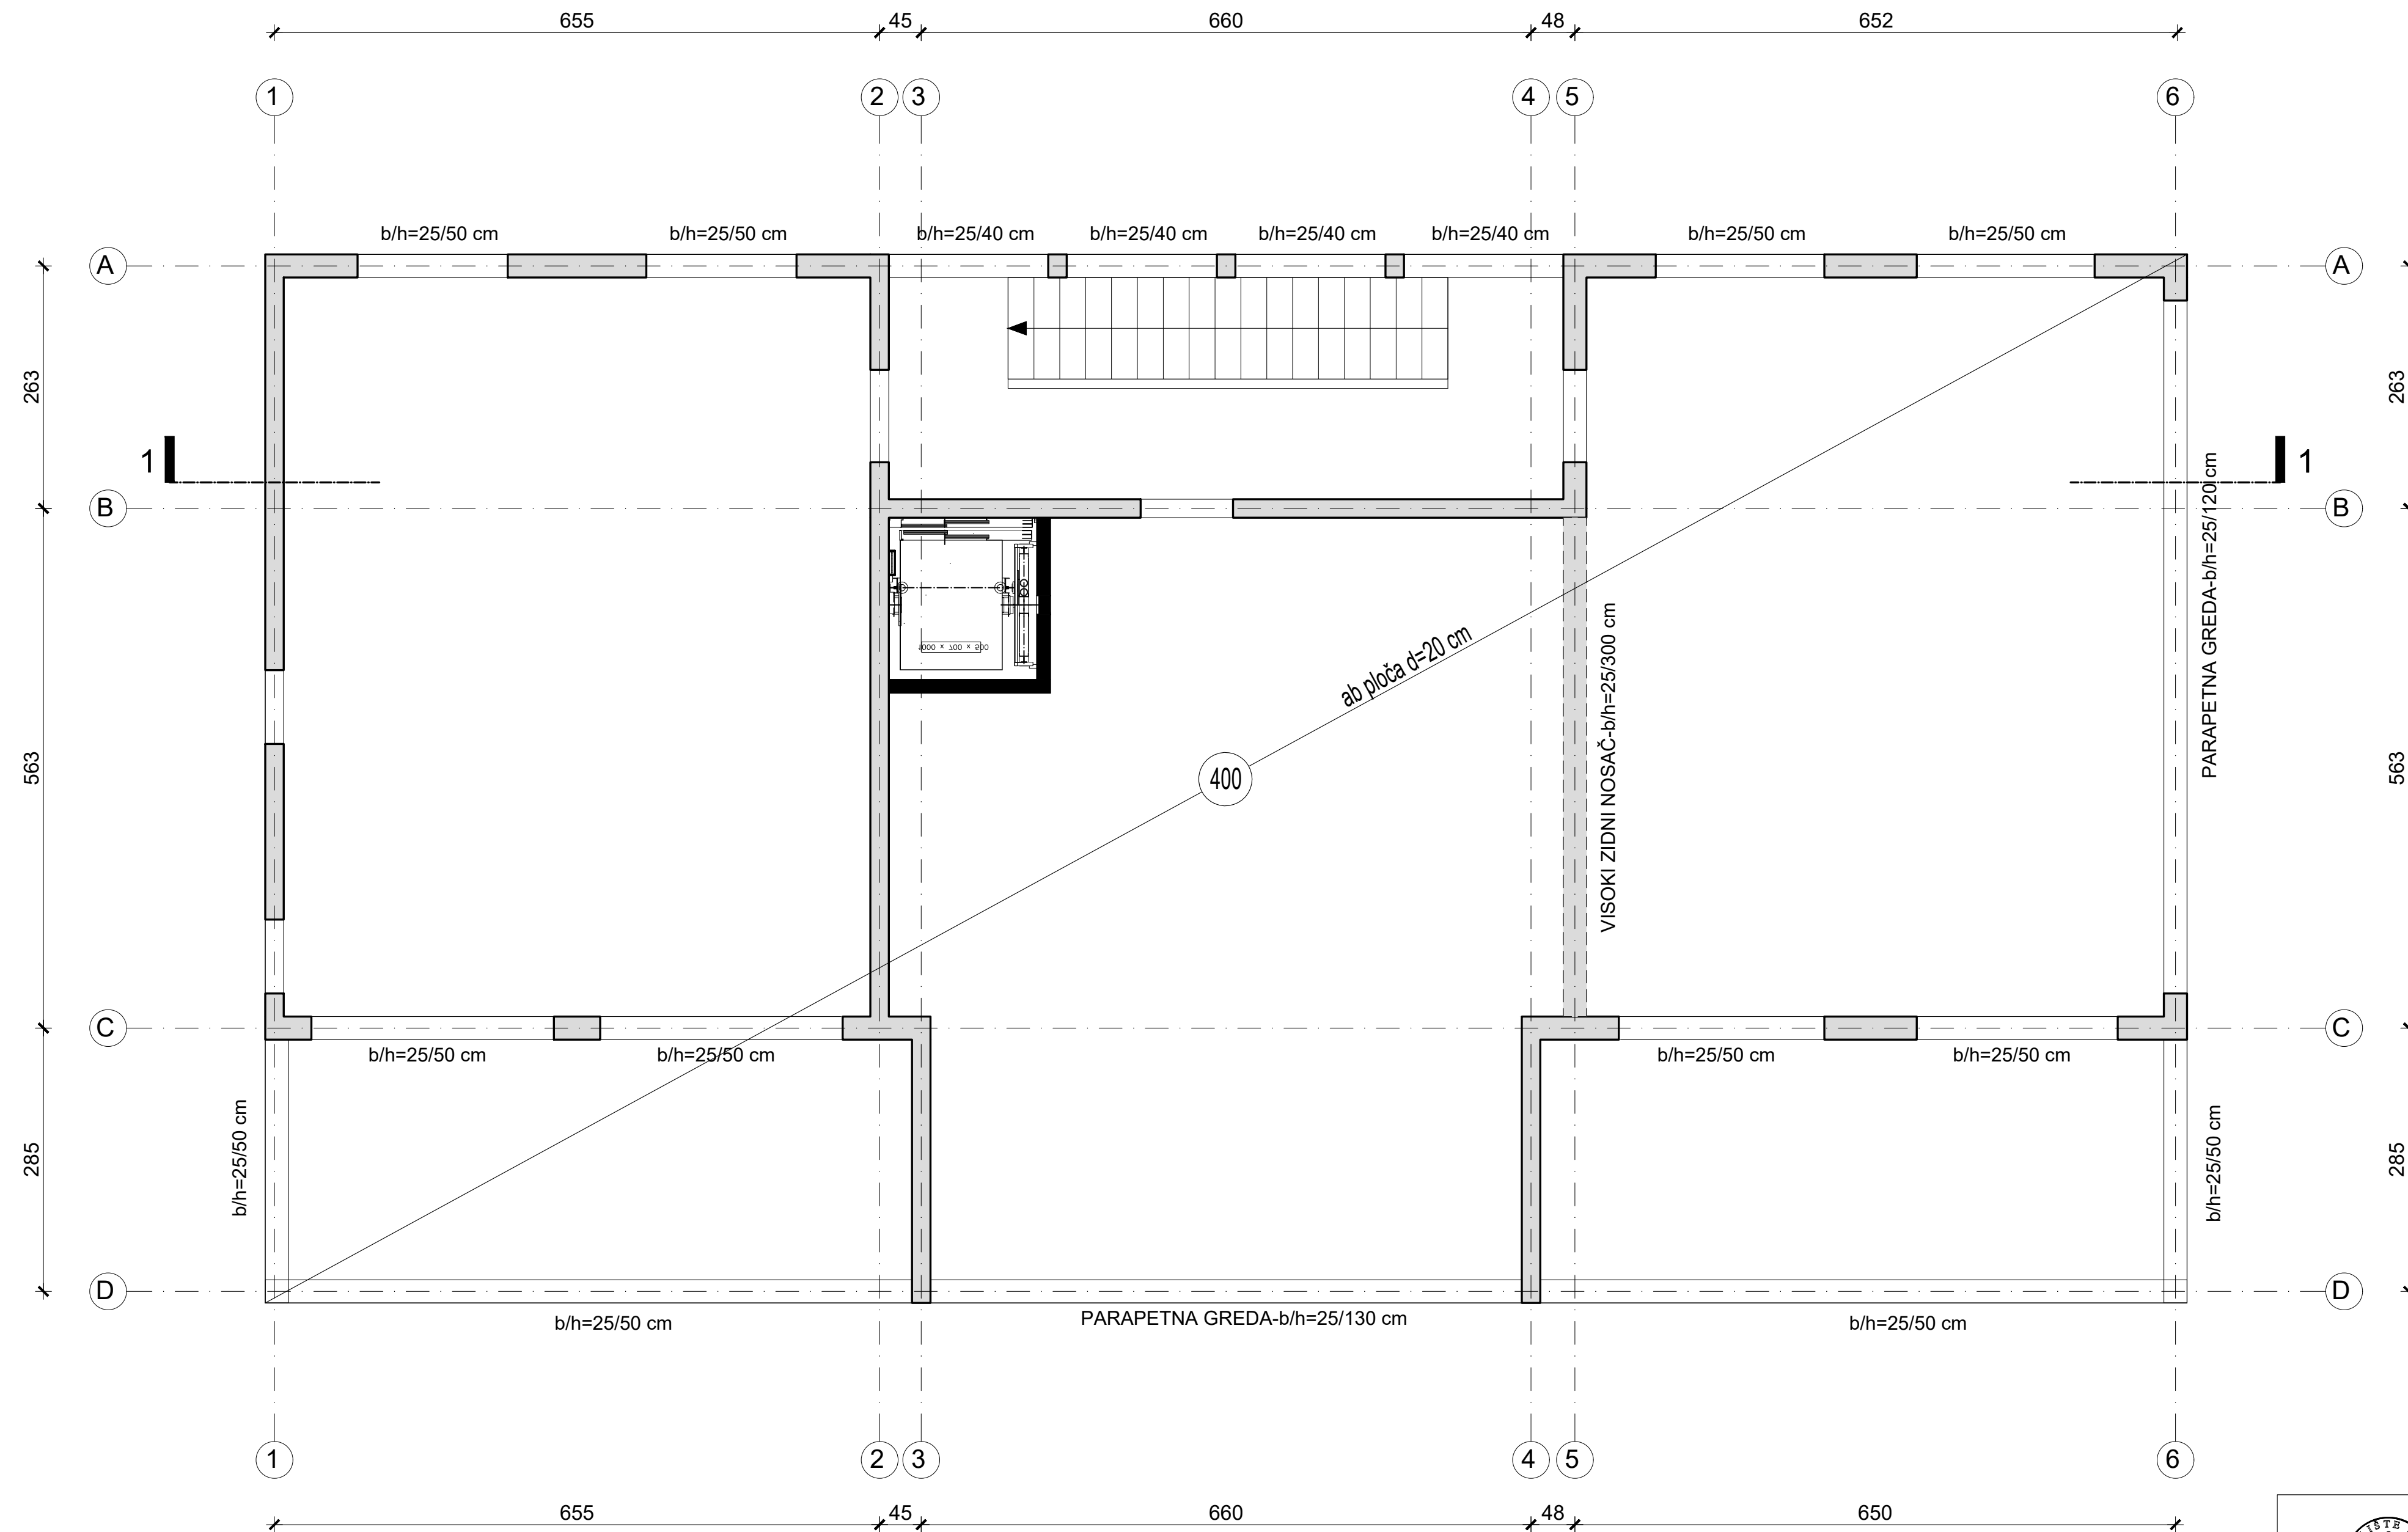 655 45 660 48 652
1 2 3 4 5 6
b/h=25/50 cm b/h=25/50 cm b/h=25/40 cm b/h=25/40 cm b/h=25/40 cm b/h=25/40 cm b/h=25/50 cm b/h=25/50 cm
A A
263 263
1 1
B B
PARAPETNA GREDA-b/h=25/120 cm
1000 x 700 x 500
ab ploča d=20 cm
400
VISOKI ZIDNI NOSAČ-b/h=25/300 cm
563 563
C C
b/h=25/50 cm b/h=25/50 cm b/h=25/50 cm b/h=25/50 cm
b/h=25/50 cm b/h=25/50 cm
285 285
D D
b/h=25/50 cm PARAPETNA GREDA-b/h=25/130 cm b/h=25/50 cm
1 2 3 4 5 6
655 45 660 48 650